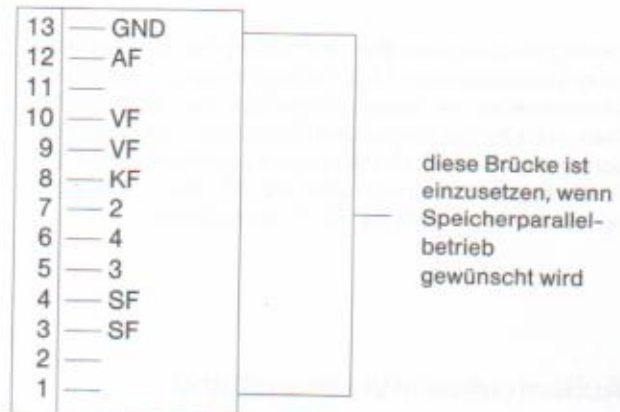 13 GND
12 AF
11
10 VF
9 VF
8 KF
7 2
6 4
5 3
4 SF
3 SF
2
1
diese Brücke ist
einzusetzen, wenn
Speicherparallel-
betrieb
gewünscht wird